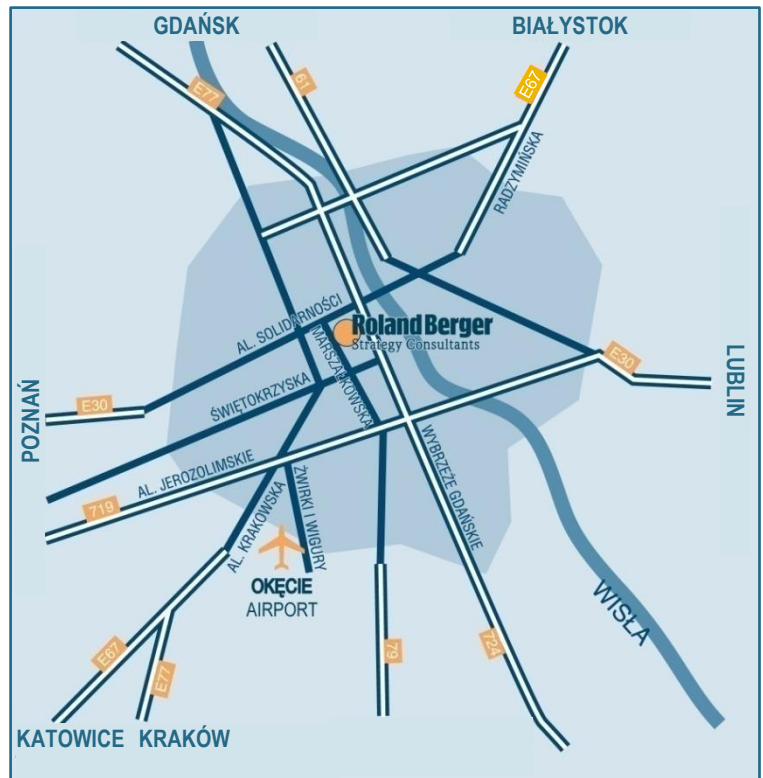 GDAŃSK
BIAŁYSTOK
E77
61
E67
RADZYMIŃSKA
AL. SOLIDARNOŚCI
Roland Berger
Strategy Consultants
MARSZAŁKOWSKA
E30
LUBLIN
POZNAŃ
ŚWIĘTOKRZYSKA
E30
WYBRZEŻE GDAŃSKIE
AL. JEROZOLIMSKIE
719
AL. KRAKOWSKA
ŻWIRKI I WIGURY
OKĘCIE
AIRPORT
WISŁA
E67
E77
79
724
KATOWICE
KRAKÓW